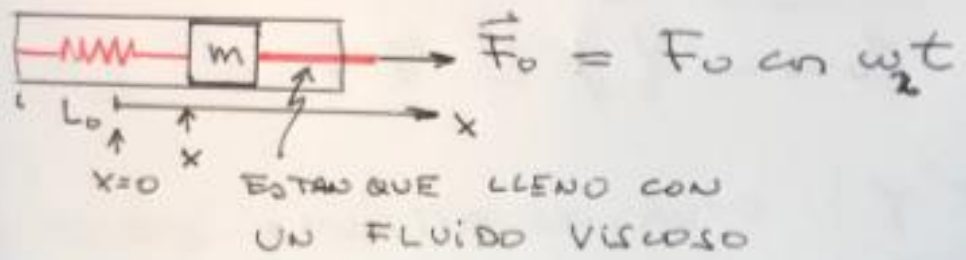 m
F₀ = F₀ cos ω₂t
L₀
x
x
x=0
ESTANQUE LLENO CON
UN FLUIDO VISCOSO